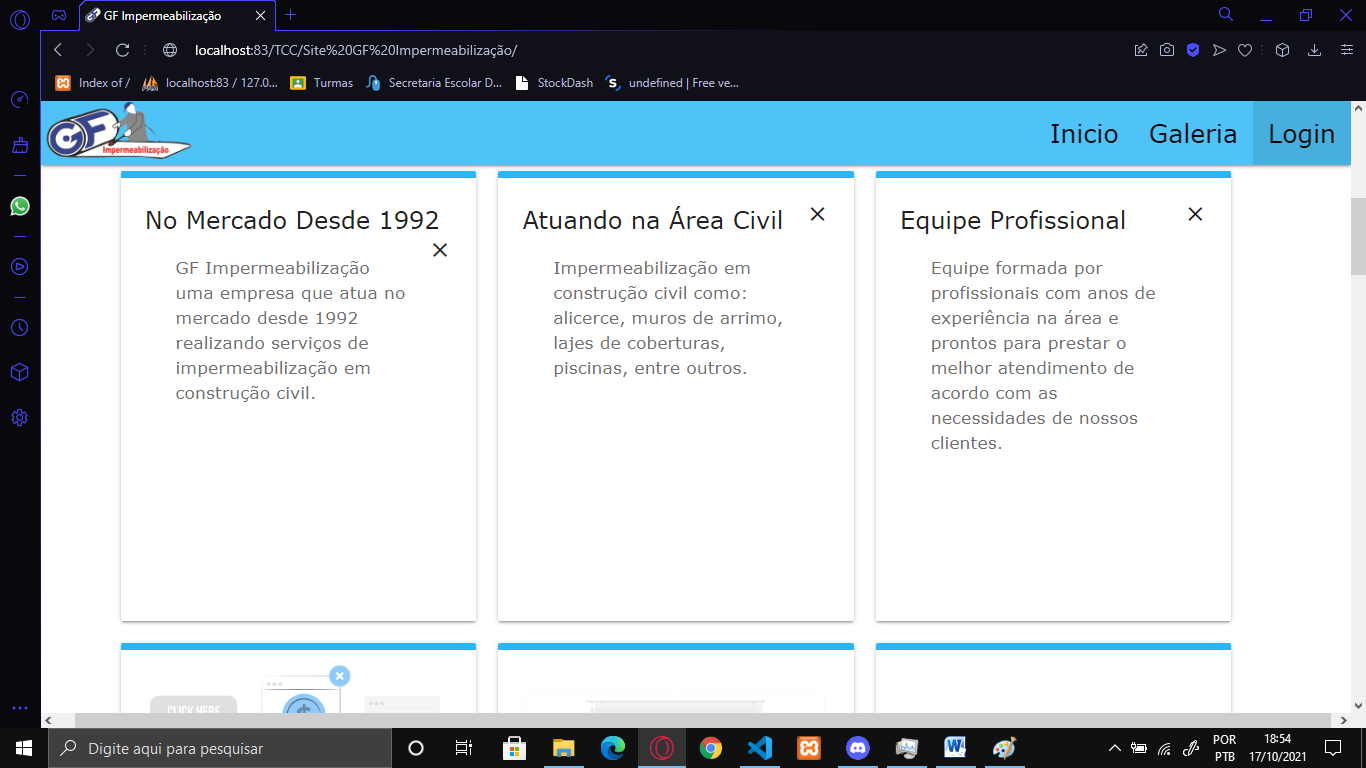 GF Impermeabilização
localhost:83/TCC/Site%20GF%20Impermeabilização/
Index of /
localhost:83 / 127.0...
Turmas
Secretaria Escolar D...
StockDash
undefined | Free ve...
GF
Impermeabilização
Inicio
Galeria
Login
No Mercado Desde 1992
GF Impermeabilização
uma empresa que atua no
mercado desde 1992
realizando serviços de
impermeabilização em
construção civil.
Atuando na Área Civil
Impermeabilização em
construção civil como:
alicerce, muros de arrimo,
lajes de coberturas,
piscinas, entre outros.
Equipe Profissional
Equipe formada por
profissionais com anos de
experiência na área e
prontos para prestar o
melhor atendimento de
acordo com as
necessidades de nossos
clientes.
CLICK HERE
$
Digite aqui para pesquisar
POR
PTB
18:54
17/10/2021